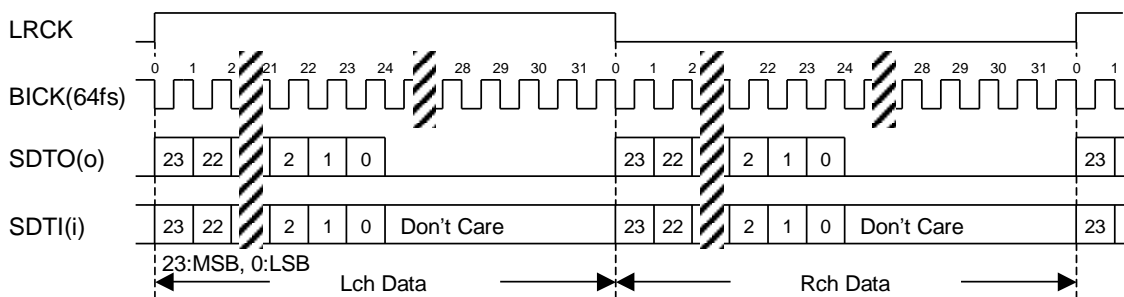 LRCK
0 1 2 21 22 23 24 28 29 30 31 0 1 2 22 23 24 28 29 30 31 0 1
BICK(64fs)
SDTO(o) 23 22 2 1 0 23 22 2 1 0 23
SDTI(i) 23 22 2 1 0 Don't Care 23 22 2 1 0 Don't Care 23
23:MSB, 0:LSB
Lch Data Rch Data